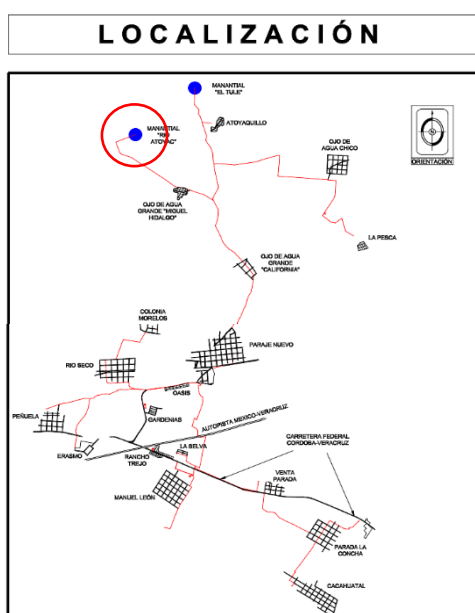 LOCALIZACIÓN
MANANTIAL
"EL TULE"
MANANTIAL
"RIO
ATOYAC"
ATOYAQUILLO
OJO DE
AGUA CHICO
ORIENTACIÓN
OJO DE AGUA
GRANDE "MIGUEL
HIDALGO"
LA PESCA
OJO DE AGUA
GRANDE
"CALIFORNIA"
COLONIA
MORELOS
PARAJE NUEVO
RIO SECO
OASIS
PEÑUELA
GARDENIAS
AUTOPISTA MEXICO-VERACRUZ
CARRETERA FEDERAL
CORDOBA-VERACRUZ
ERASMO
RANCHO
TREJO
LA SELVA
VENTA
PARADA
MANUEL LEÓN
PARADA LA
CONCHA
CACAHUATAL